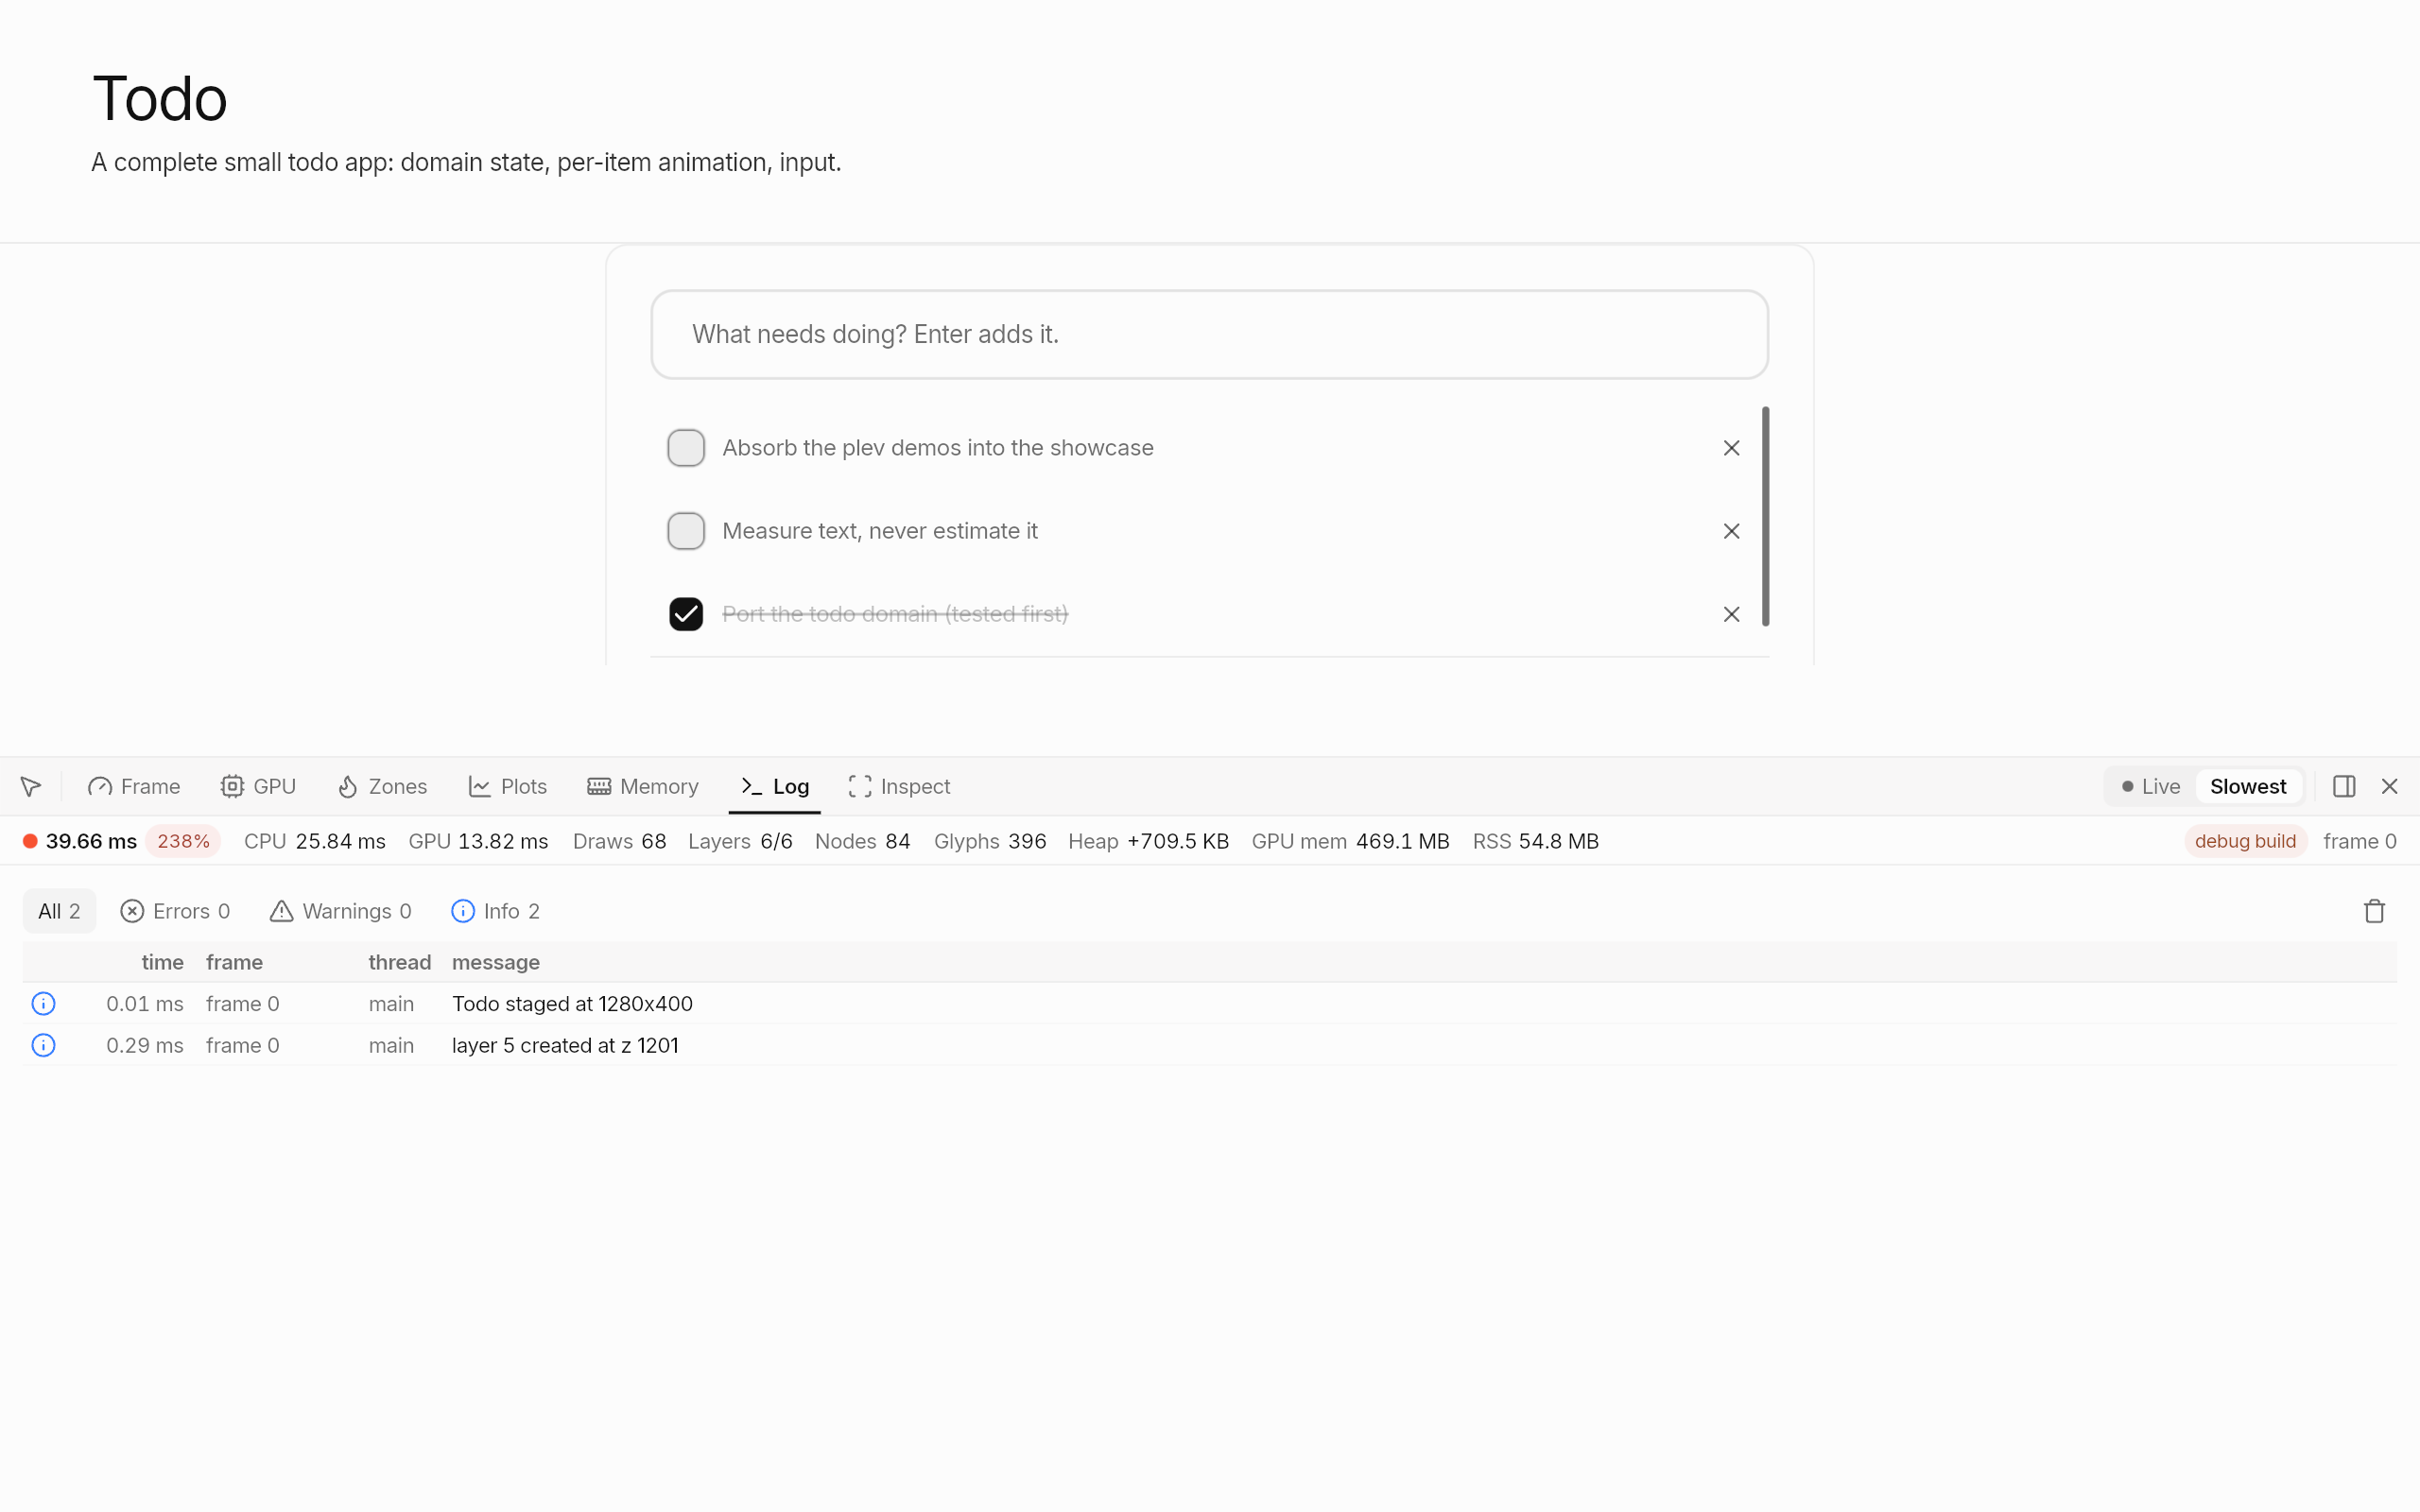 Todo
A complete small todo app: domain state, per-item animation, input.
What needs doing? Enter adds it.
Absorb the plev demos into the showcase
Measure text, never estimate it
Port the todo domain (tested first)
Frame GPU Zones Plots Memory Log Inspect Live Slowest
39.66 ms 238% CPU 25.84 ms GPU 13.82 ms Draws 68 Layers 6/6 Nodes 84 Glyphs 396 Heap +709.5 KB GPU mem 469.1 MB RSS 54.8 MB debug build frame 0
All 2 Errors 0 Warnings 0 Info 2
time frame thread message
0.01 ms frame 0 main Todo staged at 1280x400
0.29 ms frame 0 main layer 5 created at z 1201